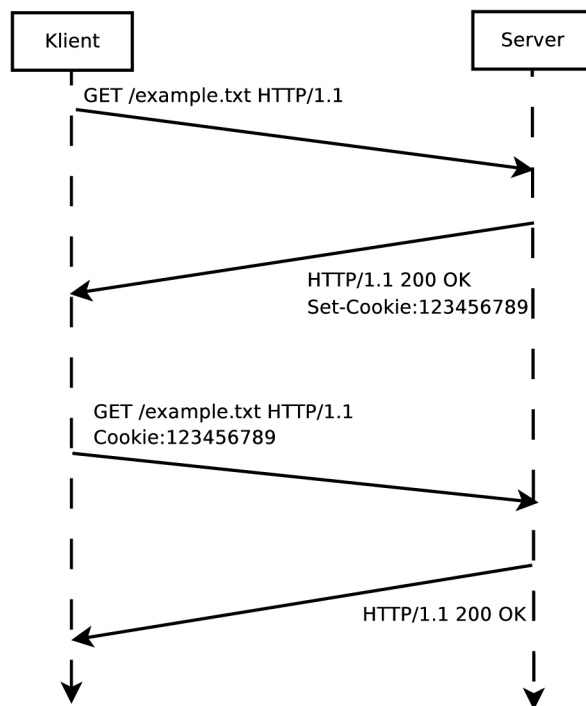 Klient
Server
GET /example.txt HTTP/1.1
HTTP/1.1 200 OK
Set-Cookie:123456789
GET /example.txt HTTP/1.1
Cookie:123456789
HTTP/1.1 200 OK